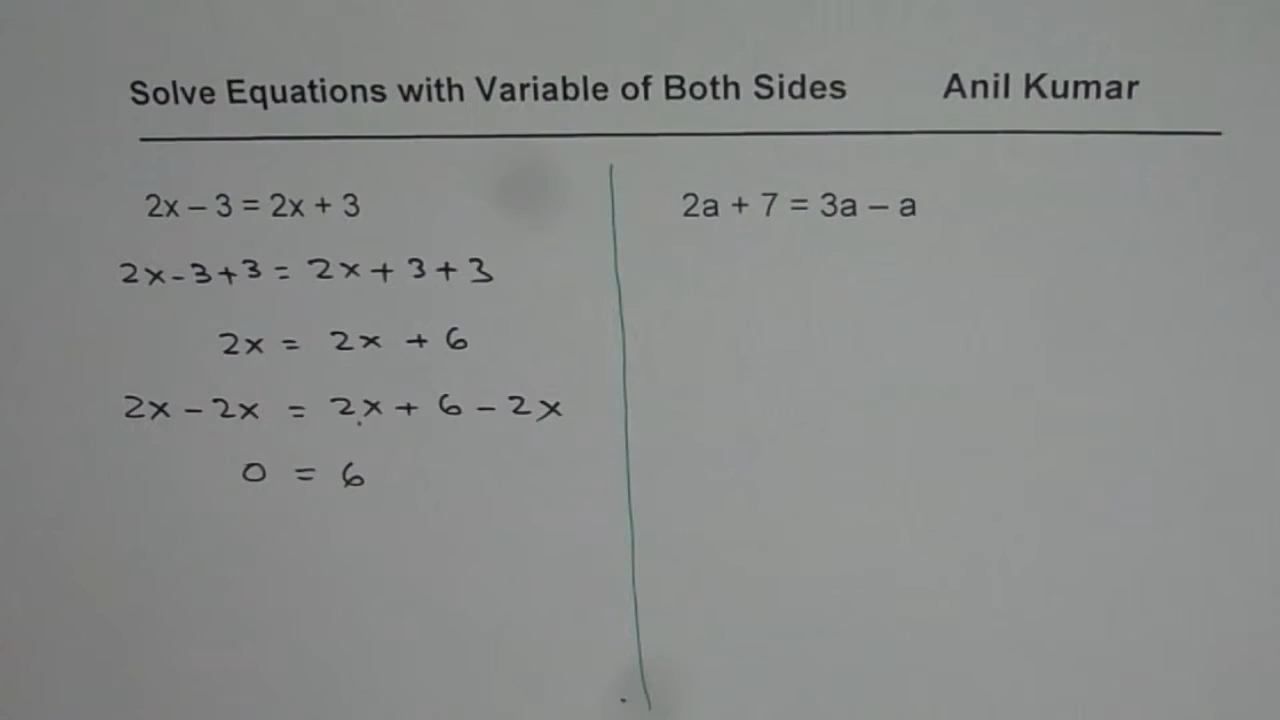 Solve Equations with Variable of Both Sides Anil Kumar
2x – 3 = 2x + 3
2x - 3 + 3 = 2x + 3 + 3
2x = 2x + 6
2x - 2x = 2x + 6 - 2x
0 = 6
2a + 7 = 3a – a